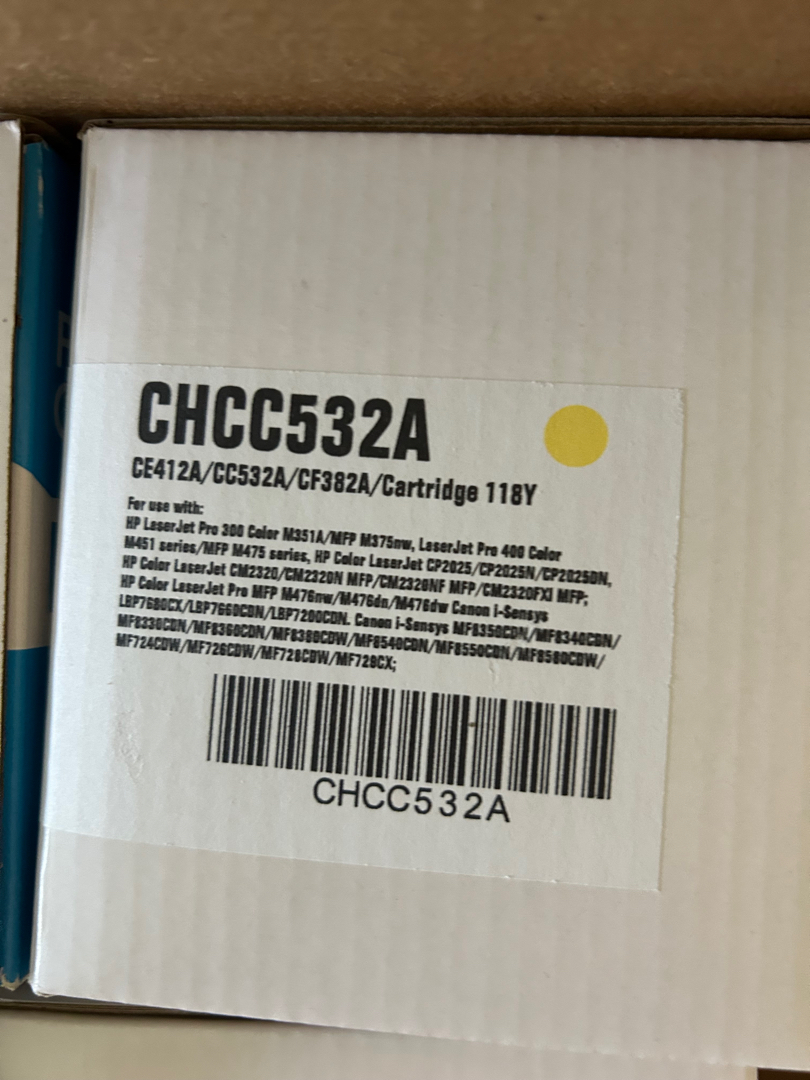 CHCC532A
CE412A/CC532A/CF382A/Cartridge 118Y
For use with:
HP LaserJet Pro 300 Color M351A/MFP M375nw, LaserJet Pro 400 Color
M451 series/MFP M475 series, HP Color LaserJet CP2025/CP2025N/CP2025DN,
HP Color LaserJet CM2320/CM2320N MFP/CM2320NF MFP/CM2320FXI MFP;
HP Color LaserJet Pro MFP M476nw/M476dn/M476dw Canon i-Sensys
LBP7680CX/LBP7660CDN/LBP7200CDN. Canon i-Sensys MF8350CDN/MF8340CDN/
MF8330CDN/MF8360CDN/MF8380CDW/MF8540CDN/MF8550CDN/MF8580CDW/
MF724CDW/MF726CDW/MF728CDW/MF729CX;
CHCC532A